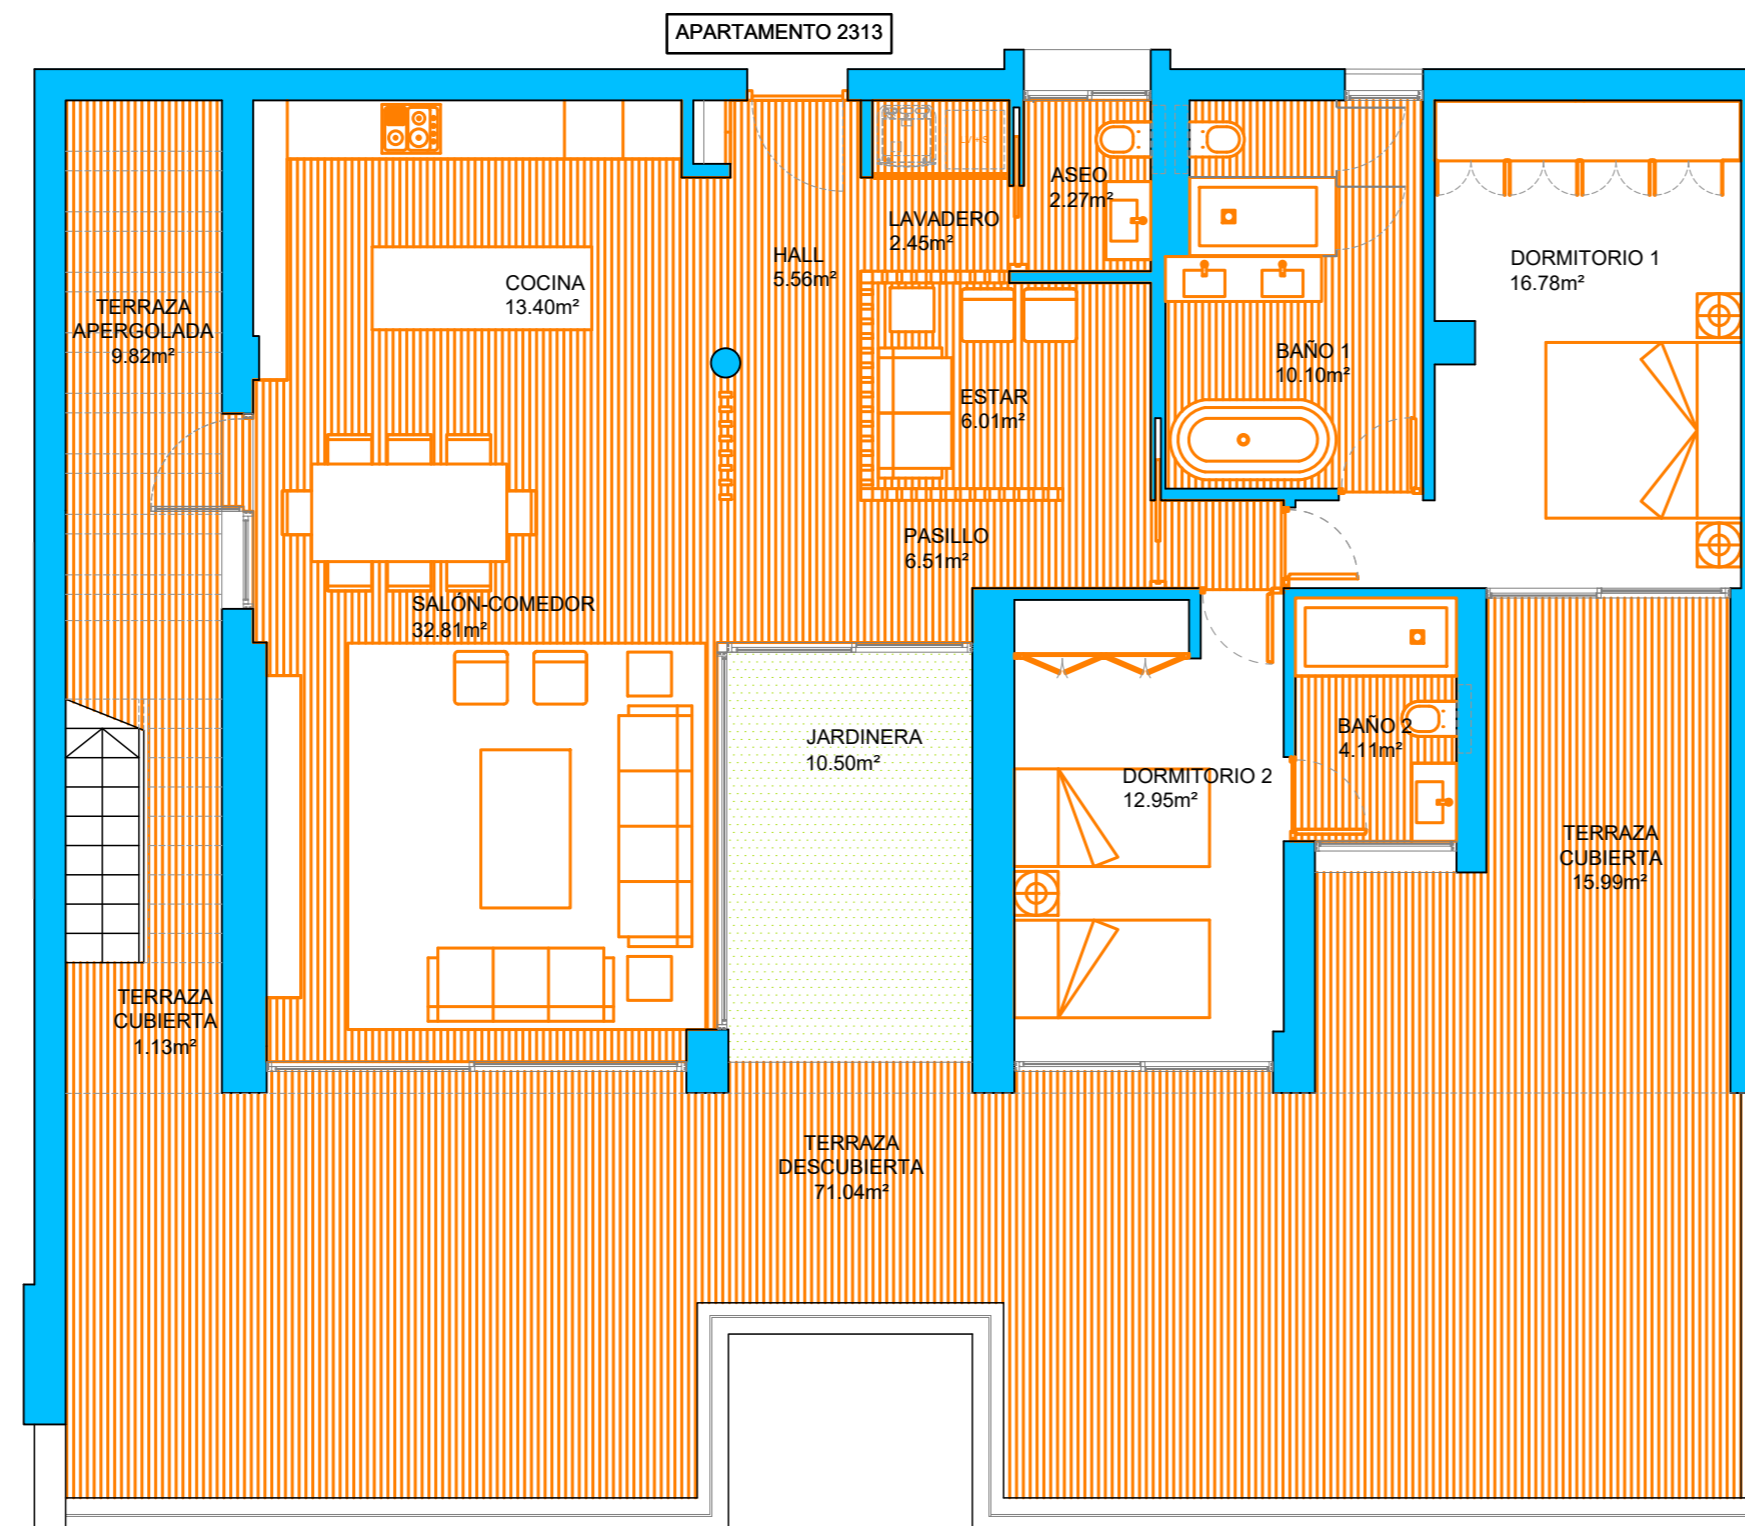 APARTAMENTO 2313
ASEO
2.27m²
LAVADERO
2.45m²
HALL
5.56m²
DORMITORIO 1
16.78m²
COCINA
13.40m²
TERRAZA
APERGOLADA
9.82m²
BAÑO 1
10.10m²
ESTAR
6.01m²
PASILLO
6.51m²
SALÓN-COMEDOR
32.81m²
JARDINERA
10.50m²
BAÑO 2
4.11m²
DORMITORIO 2
12.95m²
TERRAZA
CUBIERTA
15.99m²
TERRAZA
CUBIERTA
1.13m²
TERRAZA
DESCUBIERTA
71.04m²